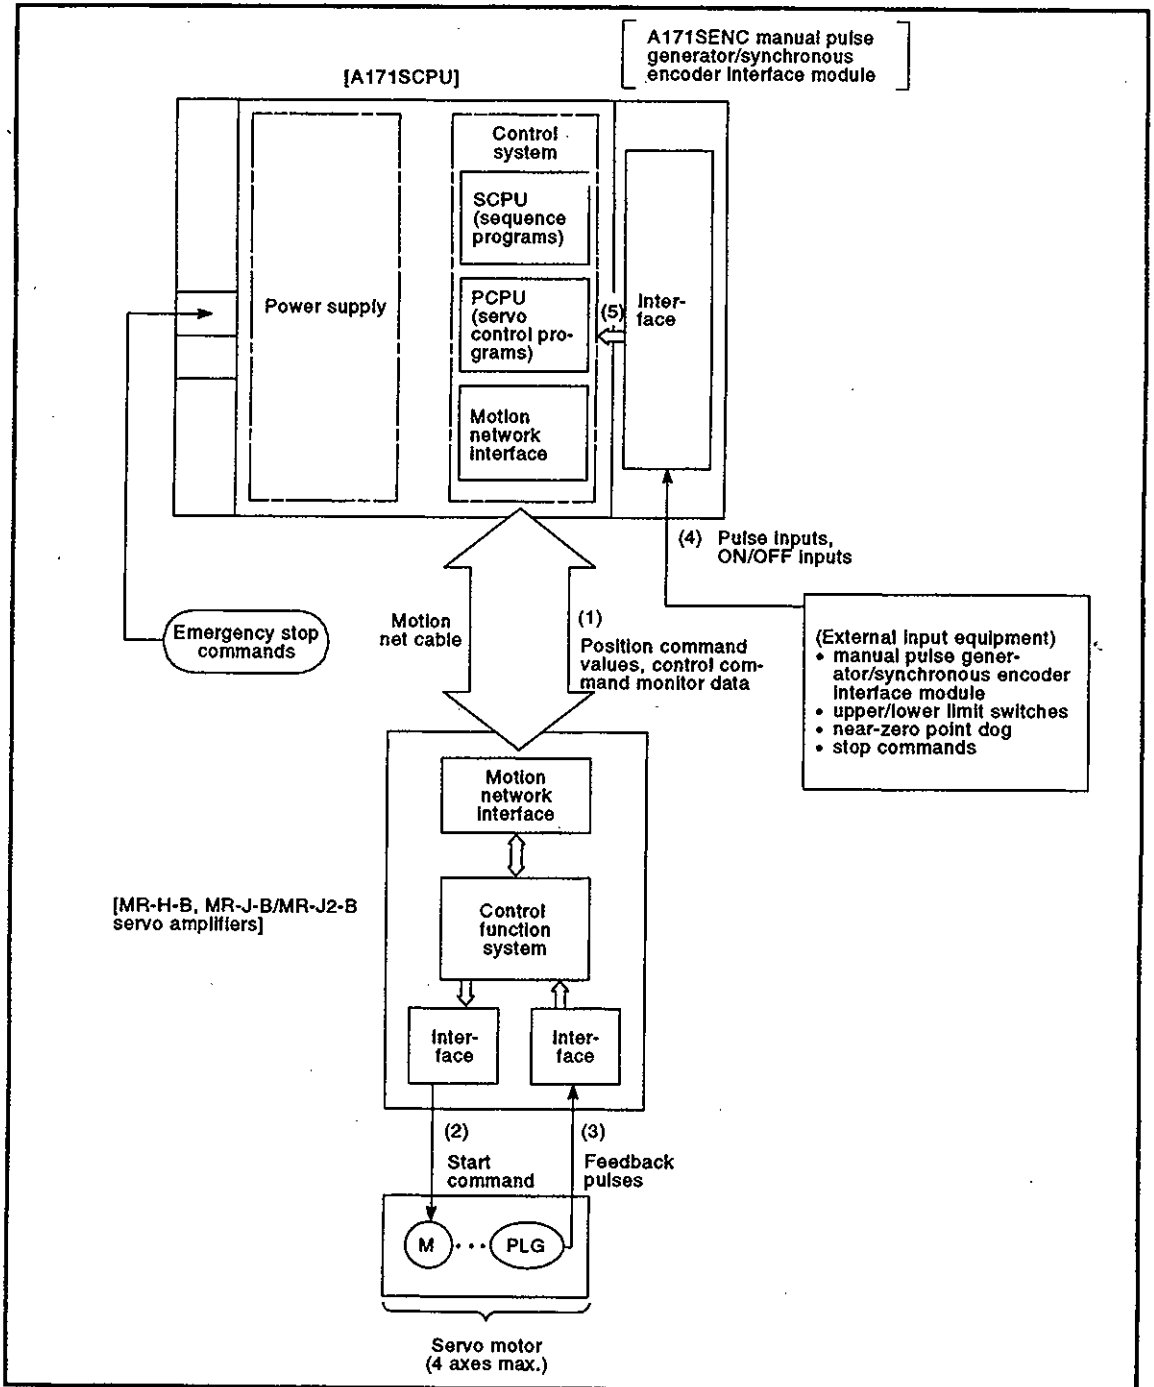 A171SENC manual pulse
generator/synchronous
encoder interface module
[A171SCPU]
Control
system
SCPU
(sequence
programs)
Power supply
PCPU
(servo
control pro-
grams)
(5)
Inter-
face
Motion
network
interface
(4) Pulse inputs,
ON/OFF inputs
Emergency stop
commands
Motion
net cable
(1)
Position command
values, control com-
mand monitor data
(External input equipment)
• manual pulse gener-
ator/synchronous encoder
interface module
• upper/lower limit switches
• near-zero point dog
• stop commands
Motion
network
interface
[MR-H-B, MR-J-B/MR-J2-B
servo amplifiers]
Control
function
system
Inter-
face
Inter-
face
(2)
Start
command
(3)
Feedback
pulses
M
PLG
Servo motor
(4 axes max.)